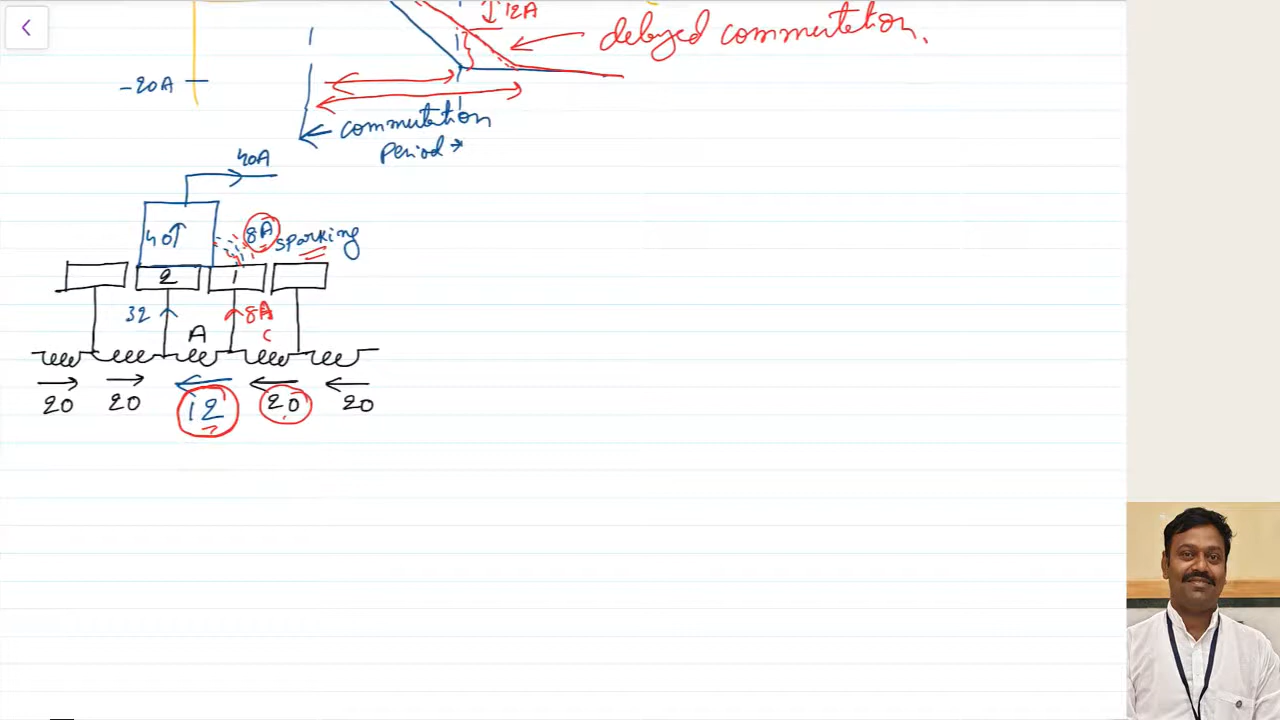 12A
delayed commutation.
-20A
commutation
period
40A
40↑
8A
sparking
2
1
32
8A
A
C
20
20
12
20
20